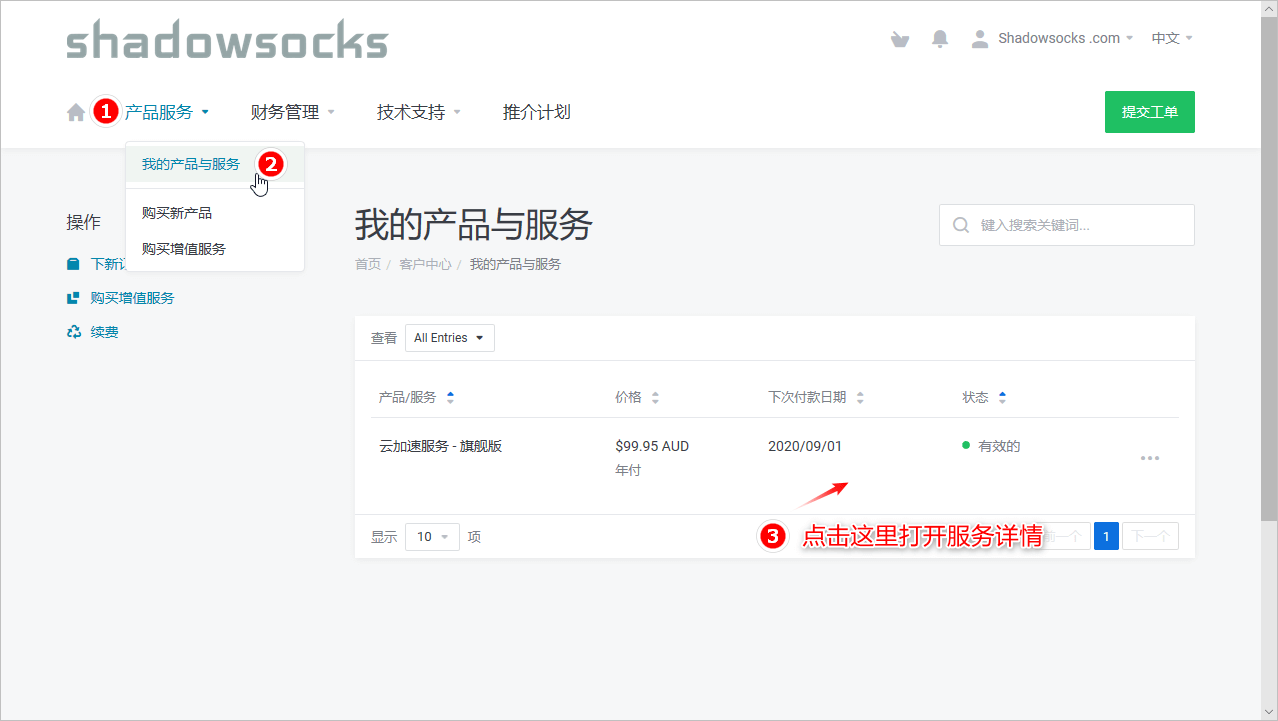 shadowsocks
Shadowsocks .com 中文
1 产品服务 财务管理 技术支持 推介计划 提交工单
我的产品与服务 2
购买新产品
购买增值服务
操作
下新
购买增值服务
续费
我的产品与服务
键入搜索关键词...
首页 / 客户中心 / 我的产品与服务
查看 All Entries
产品/服务 价格 下次付款日期 状态
云加速服务 - 旗舰版 $99.95 AUD 2020/09/01 有效的
年付
3 点击这里打开服务详情
显示 10 项 一个 1 下一个